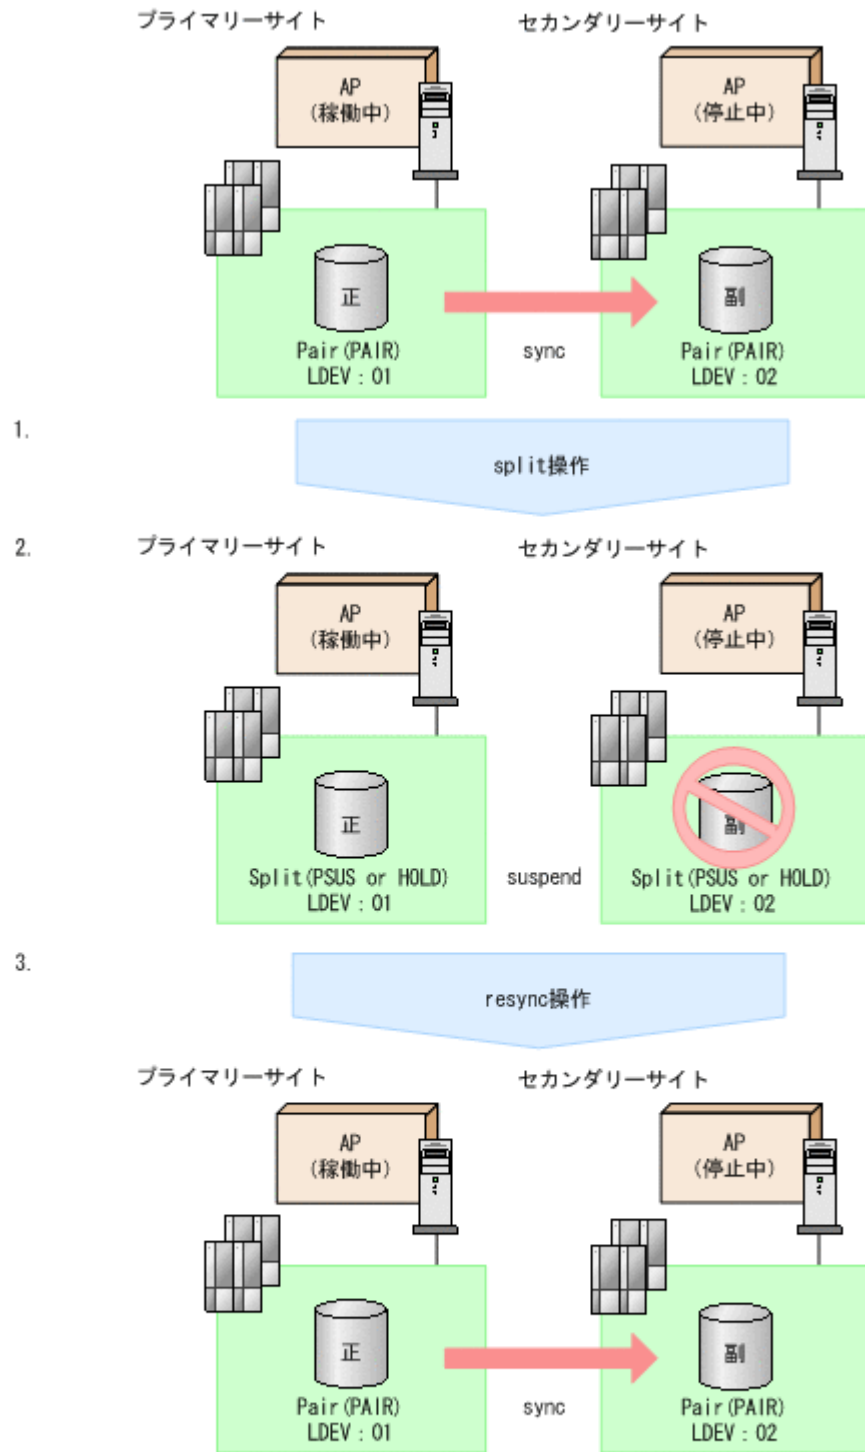 プライマリーサイト
セカンダリーサイト
AP
(稼働中)
AP
(停止中)
正
副
Pair(PAIR)
LDEV：01
sync
Pair(PAIR)
LDEV：02
1.
split操作
2.
プライマリーサイト
セカンダリーサイト
AP
(稼働中)
AP
(停止中)
正
副
Split(PSUS or HOLD)
LDEV：01
suspend
Split(PSUS or HOLD)
LDEV：02
3.
resync操作
プライマリーサイト
セカンダリーサイト
AP
(稼働中)
AP
(停止中)
正
副
Pair(PAIR)
LDEV：01
sync
Pair(PAIR)
LDEV：02